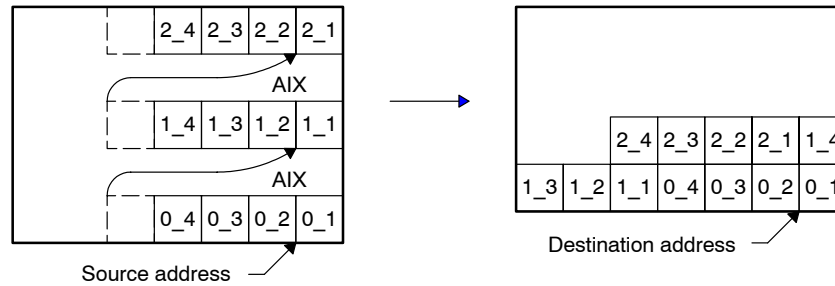 2_4 2_3 2_2 2_1
AIX
1_4 1_3 1_2 1_1
AIX
0_4 0_3 0_2 0_1
Source address
2_4 2_3 2_2 2_1 1_4
1_3 1_2 1_1 0_4 0_3 0_2 0_1
Destination address